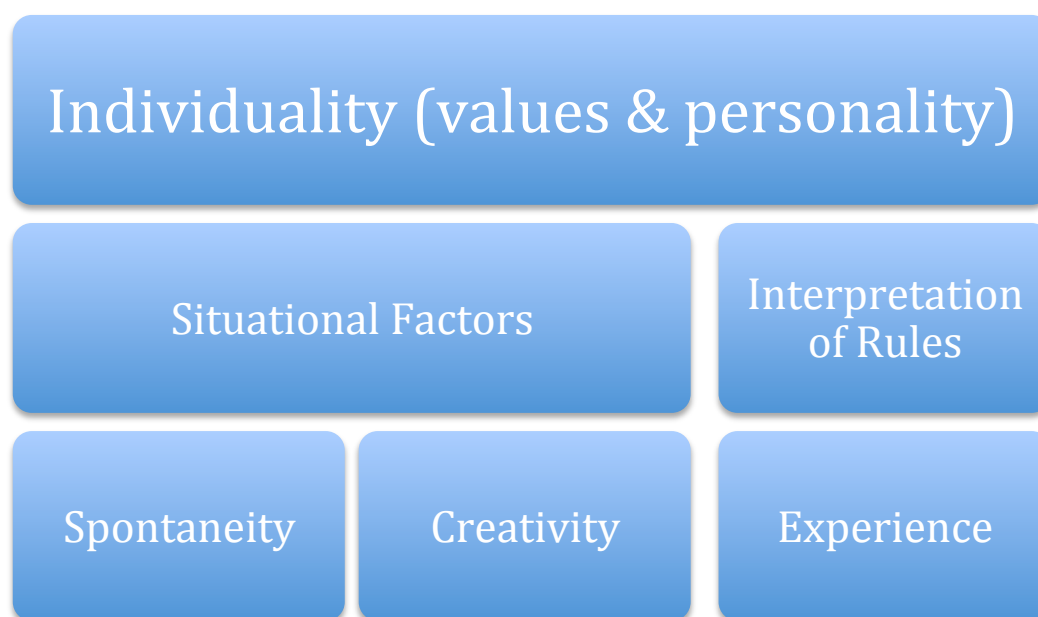 Individuality (values & personality)
Situational Factors
Interpretation
of Rules
Spontaneity
Creativity
Experience